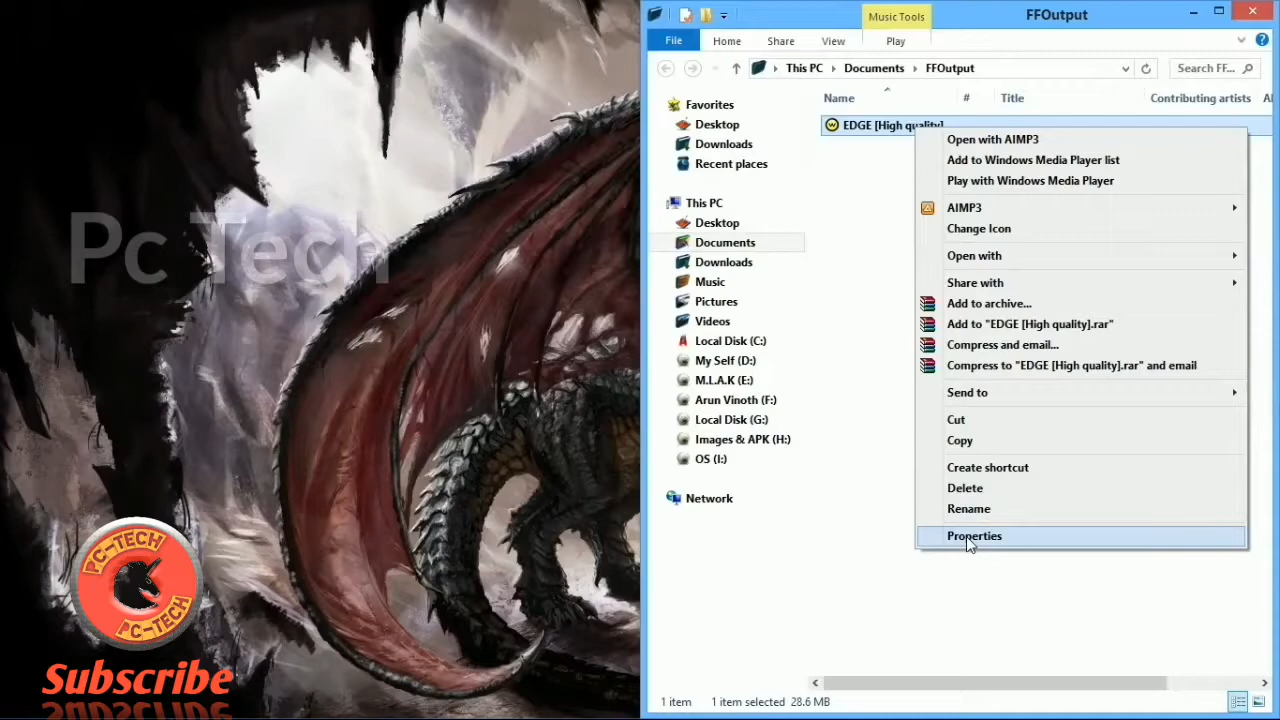 Music Tools
FFOutput
File
Home
Share
View
Play
This PC
Documents
FFOutput
Search FF...
Name
#
Title
Contributing artists
Favorites
Desktop
Downloads
Recent places
This PC
Desktop
Documents
Downloads
Music
Pictures
Videos
Local Disk (C:)
My Self (D:)
M.L.A.K (E:)
Arun Vinoth (F:)
Local Disk (G:)
Images & APK (H:)
OS (I:)
Network
EDGE [High quality]
Open with AIMP3
Add to Windows Media Player list
Play with Windows Media Player
AIMP3
Change Icon
Open with
Share with
Add to archive...
Add to "EDGE [High quality].rar"
Compress and email...
Compress to "EDGE [High quality].rar" and email
Send to
Cut
Copy
Create shortcut
Delete
Rename
Properties
1 item
1 item selected 28.6 MB
Pc Tech
PC-TECH
PC-TECH
Subscribe